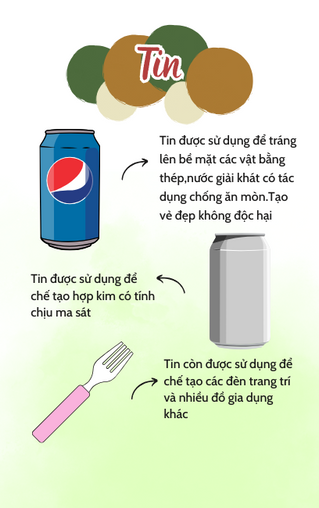 Tin
Tin được sử dụng để tráng
lên bề mặt các vật bằng
thép,nước giải khát có tác
dụng chống ăn mòn.Tạo
vẻ đẹp không độc hại
Tin được sử dụng để
chế tạo hợp kim có tính
chịu ma sát
Tin còn được sử dụng để
chế tạo các đèn trang trí
và nhiều đồ gia dụng
khác